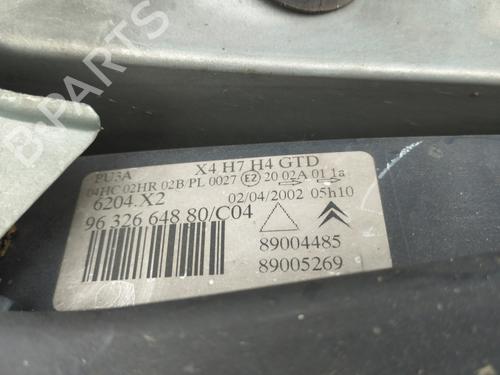 B-PARTS
PU3A X4 H7 H4 GTD
04HC 02HR 02B/PL 0027 E2 20 02A 01 1a
6204.X2 02/04/2002 05h10
96 326 648 80/C04
89004485
89005269